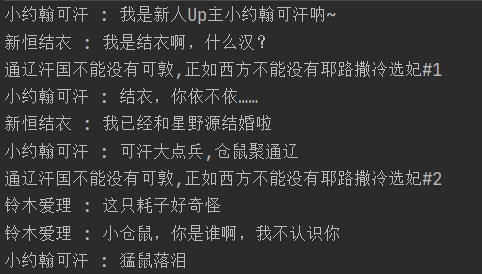 小约翰可汗 : 我是新人Up主小约翰可汗呐~
新恒结衣 : 我是结衣啊，什么汉?
通辽汗国不能没有可敦,正如西方不能没有耶路撒冷选妃#1
小约翰可汗 : 结衣，你依不依……
新恒结衣 : 我已经和星野源结婚啦
小约翰可汗 : 可汗大点兵,仓鼠聚通辽
通辽汗国不能没有可敦,正如西方不能没有耶路撒冷选妃#2
铃木爱理 : 这只耗子好奇怪
铃木爱理 : 小仓鼠，你是谁啊，我不认识你
小约翰可汗 : 猛鼠落泪